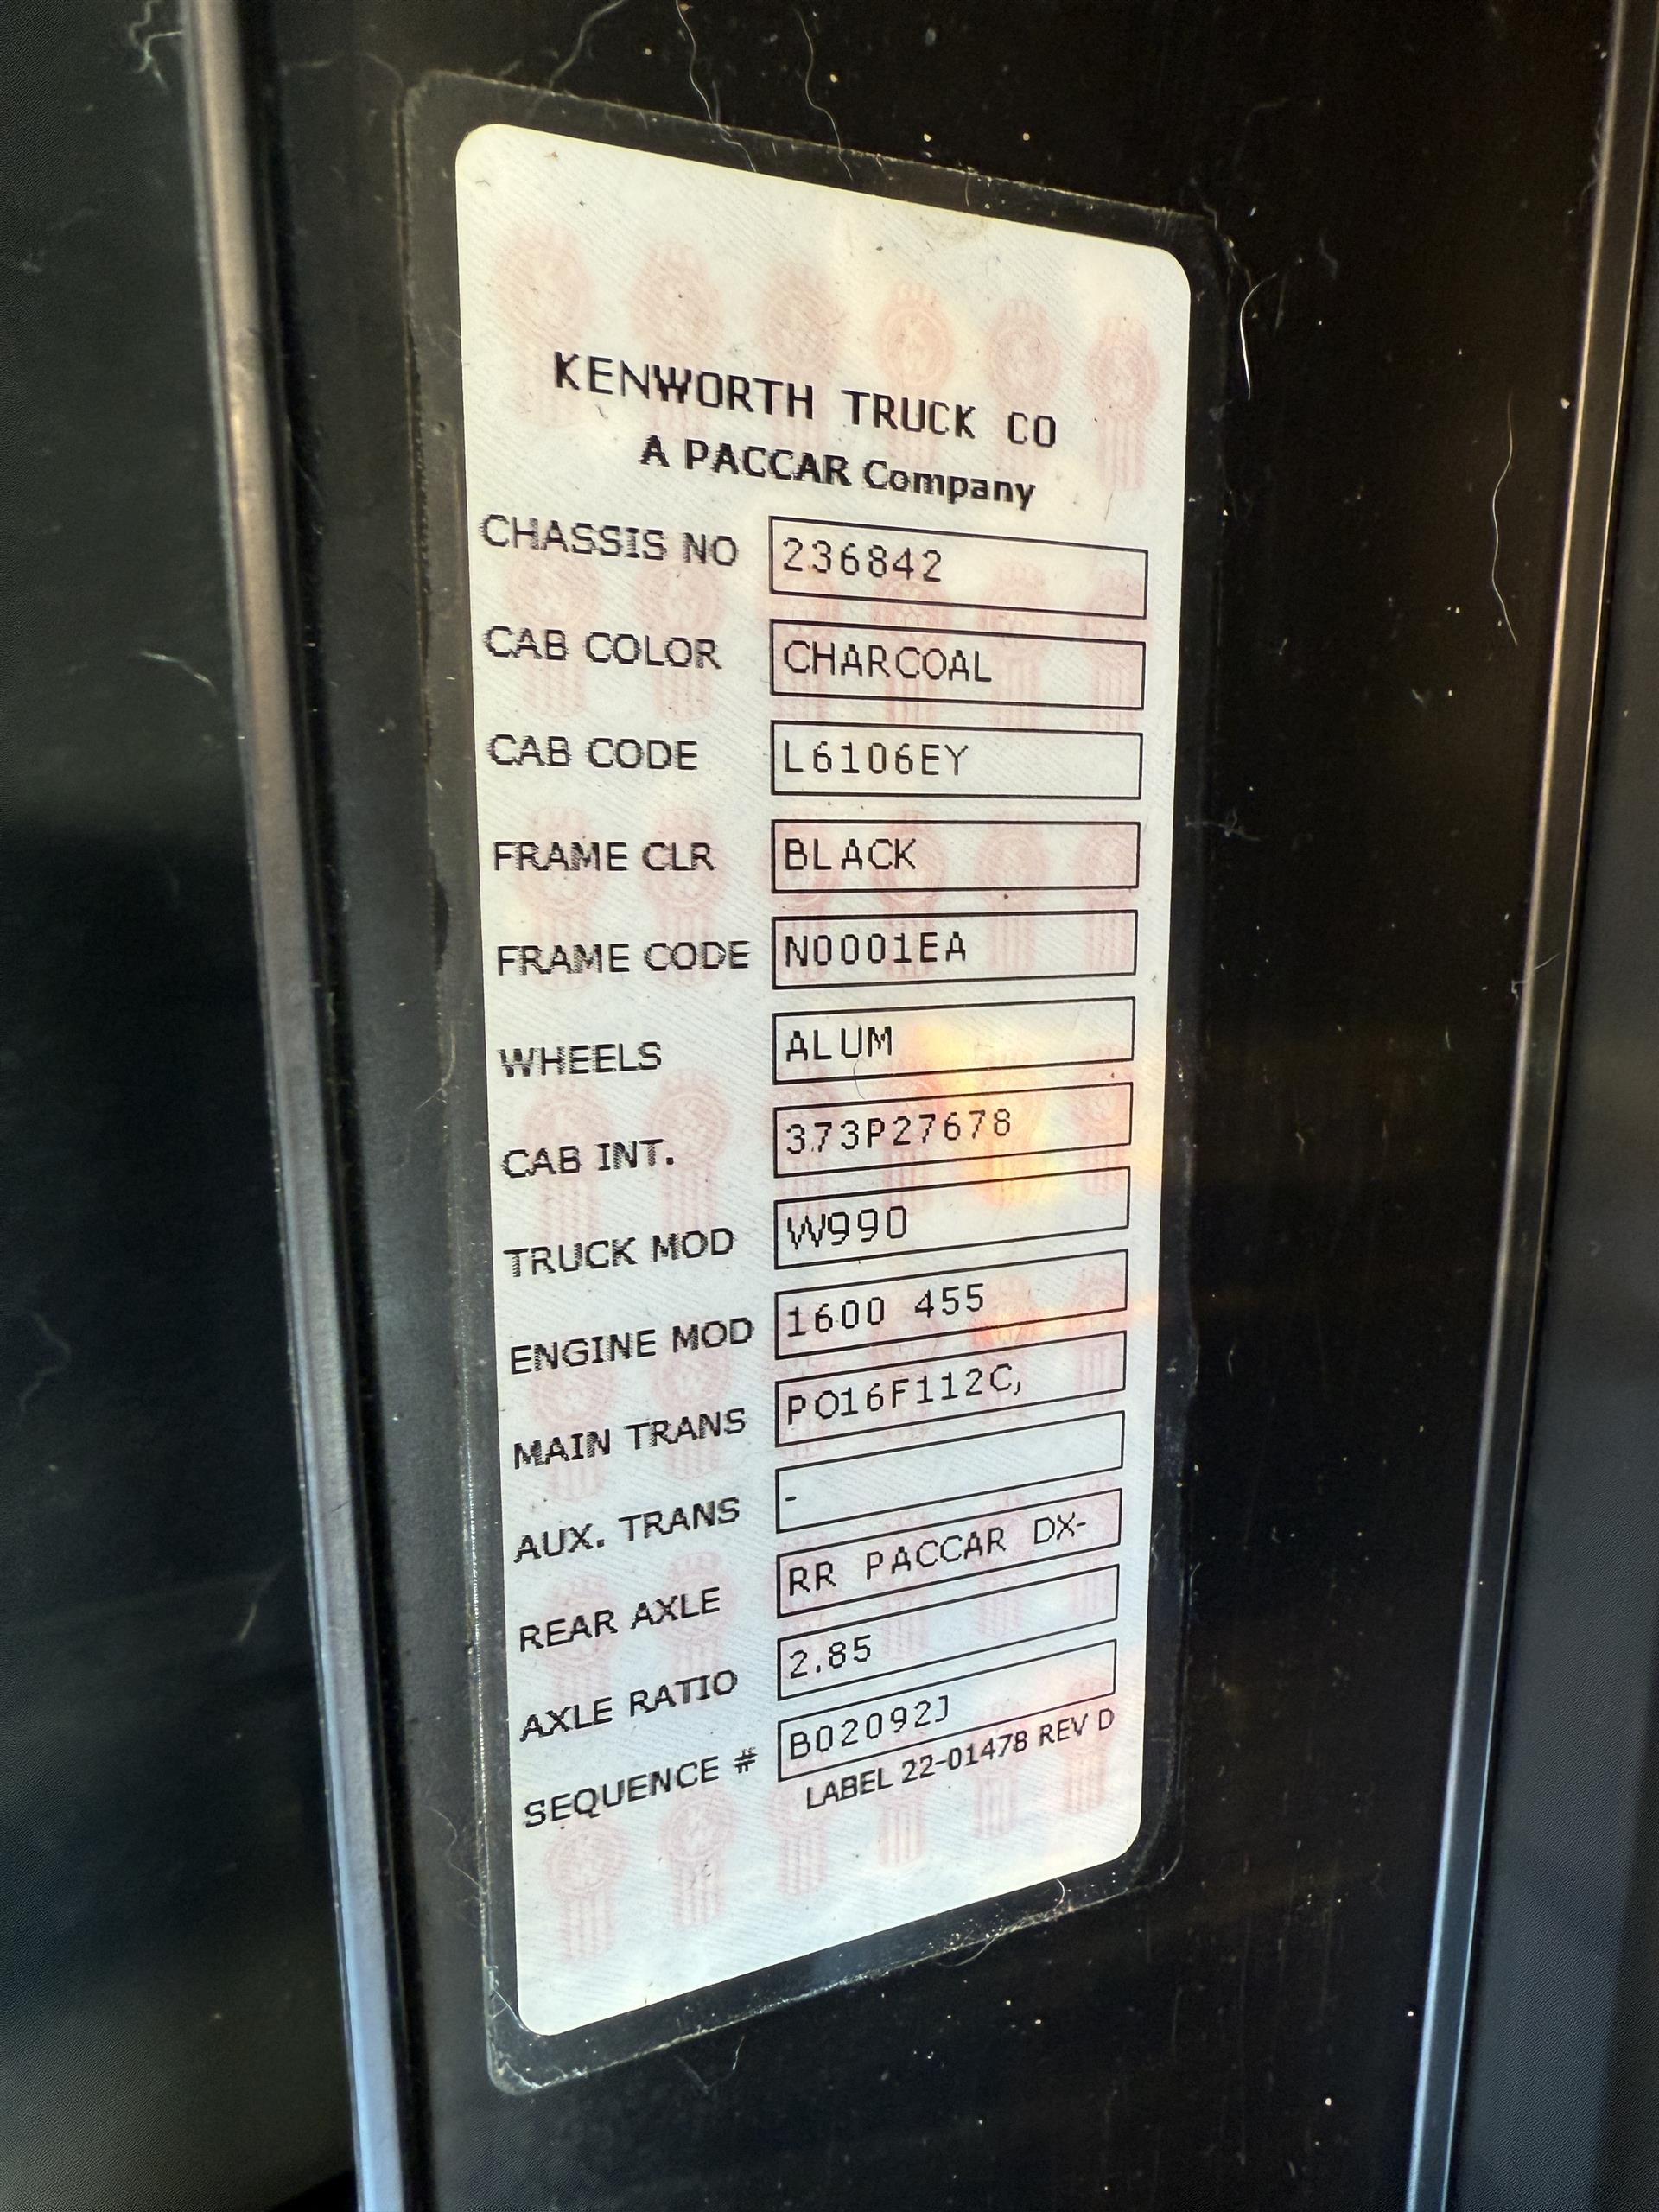 KENWORTH TRUCK CO
A PACCAR Company
CHASSIS NO 236842
CAB COLOR CHARCOAL
CAB CODE L6106EY
FRAME CLR BLACK
FRAME CODE N0001EA
WHEELS ALUM
CAB INT. 373P27678
TRUCK MOD W990
ENGINE MOD 1600 455
MAIN TRANS PO16F112C,
AUX. TRANS -
REAR AXLE RR PACCAR DX-
AXLE RATIO 2.85
SEQUENCE # B02092J
LABEL 22-01478 REV D